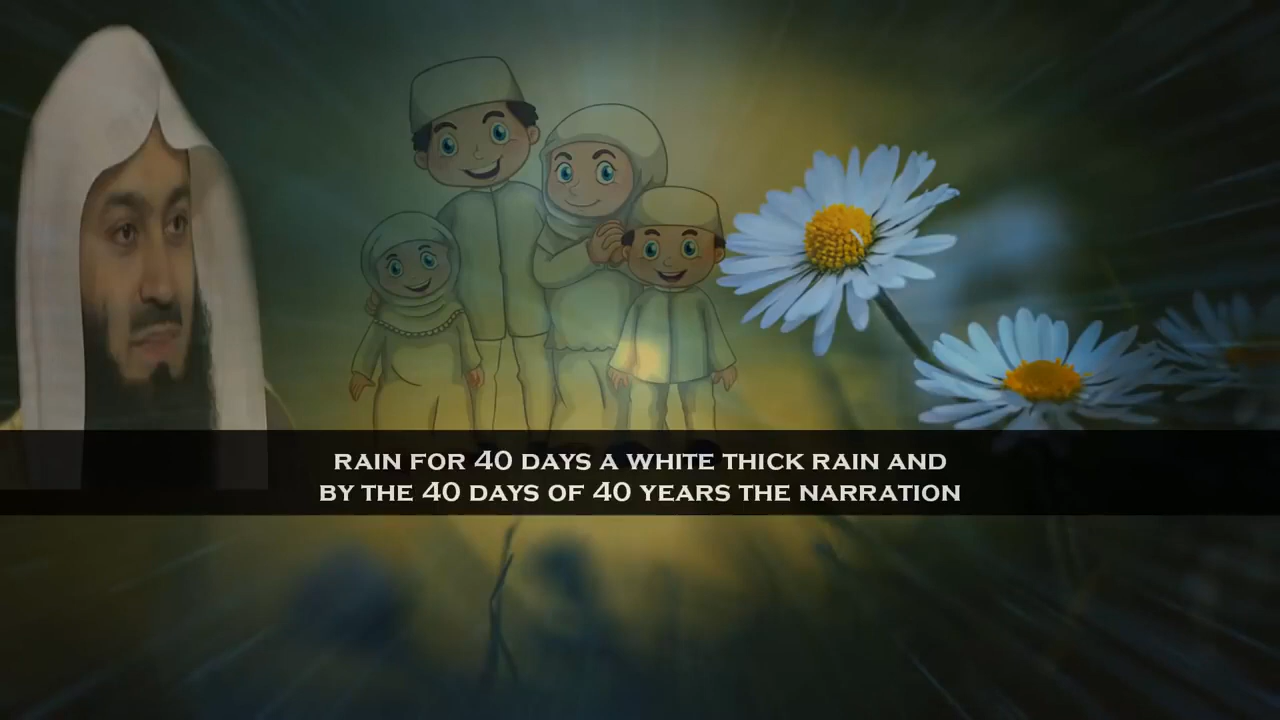 RAIN FOR 40 DAYS A WHITE THICK RAIN AND
BY THE 40 DAYS OF 40 YEARS THE NARRATION